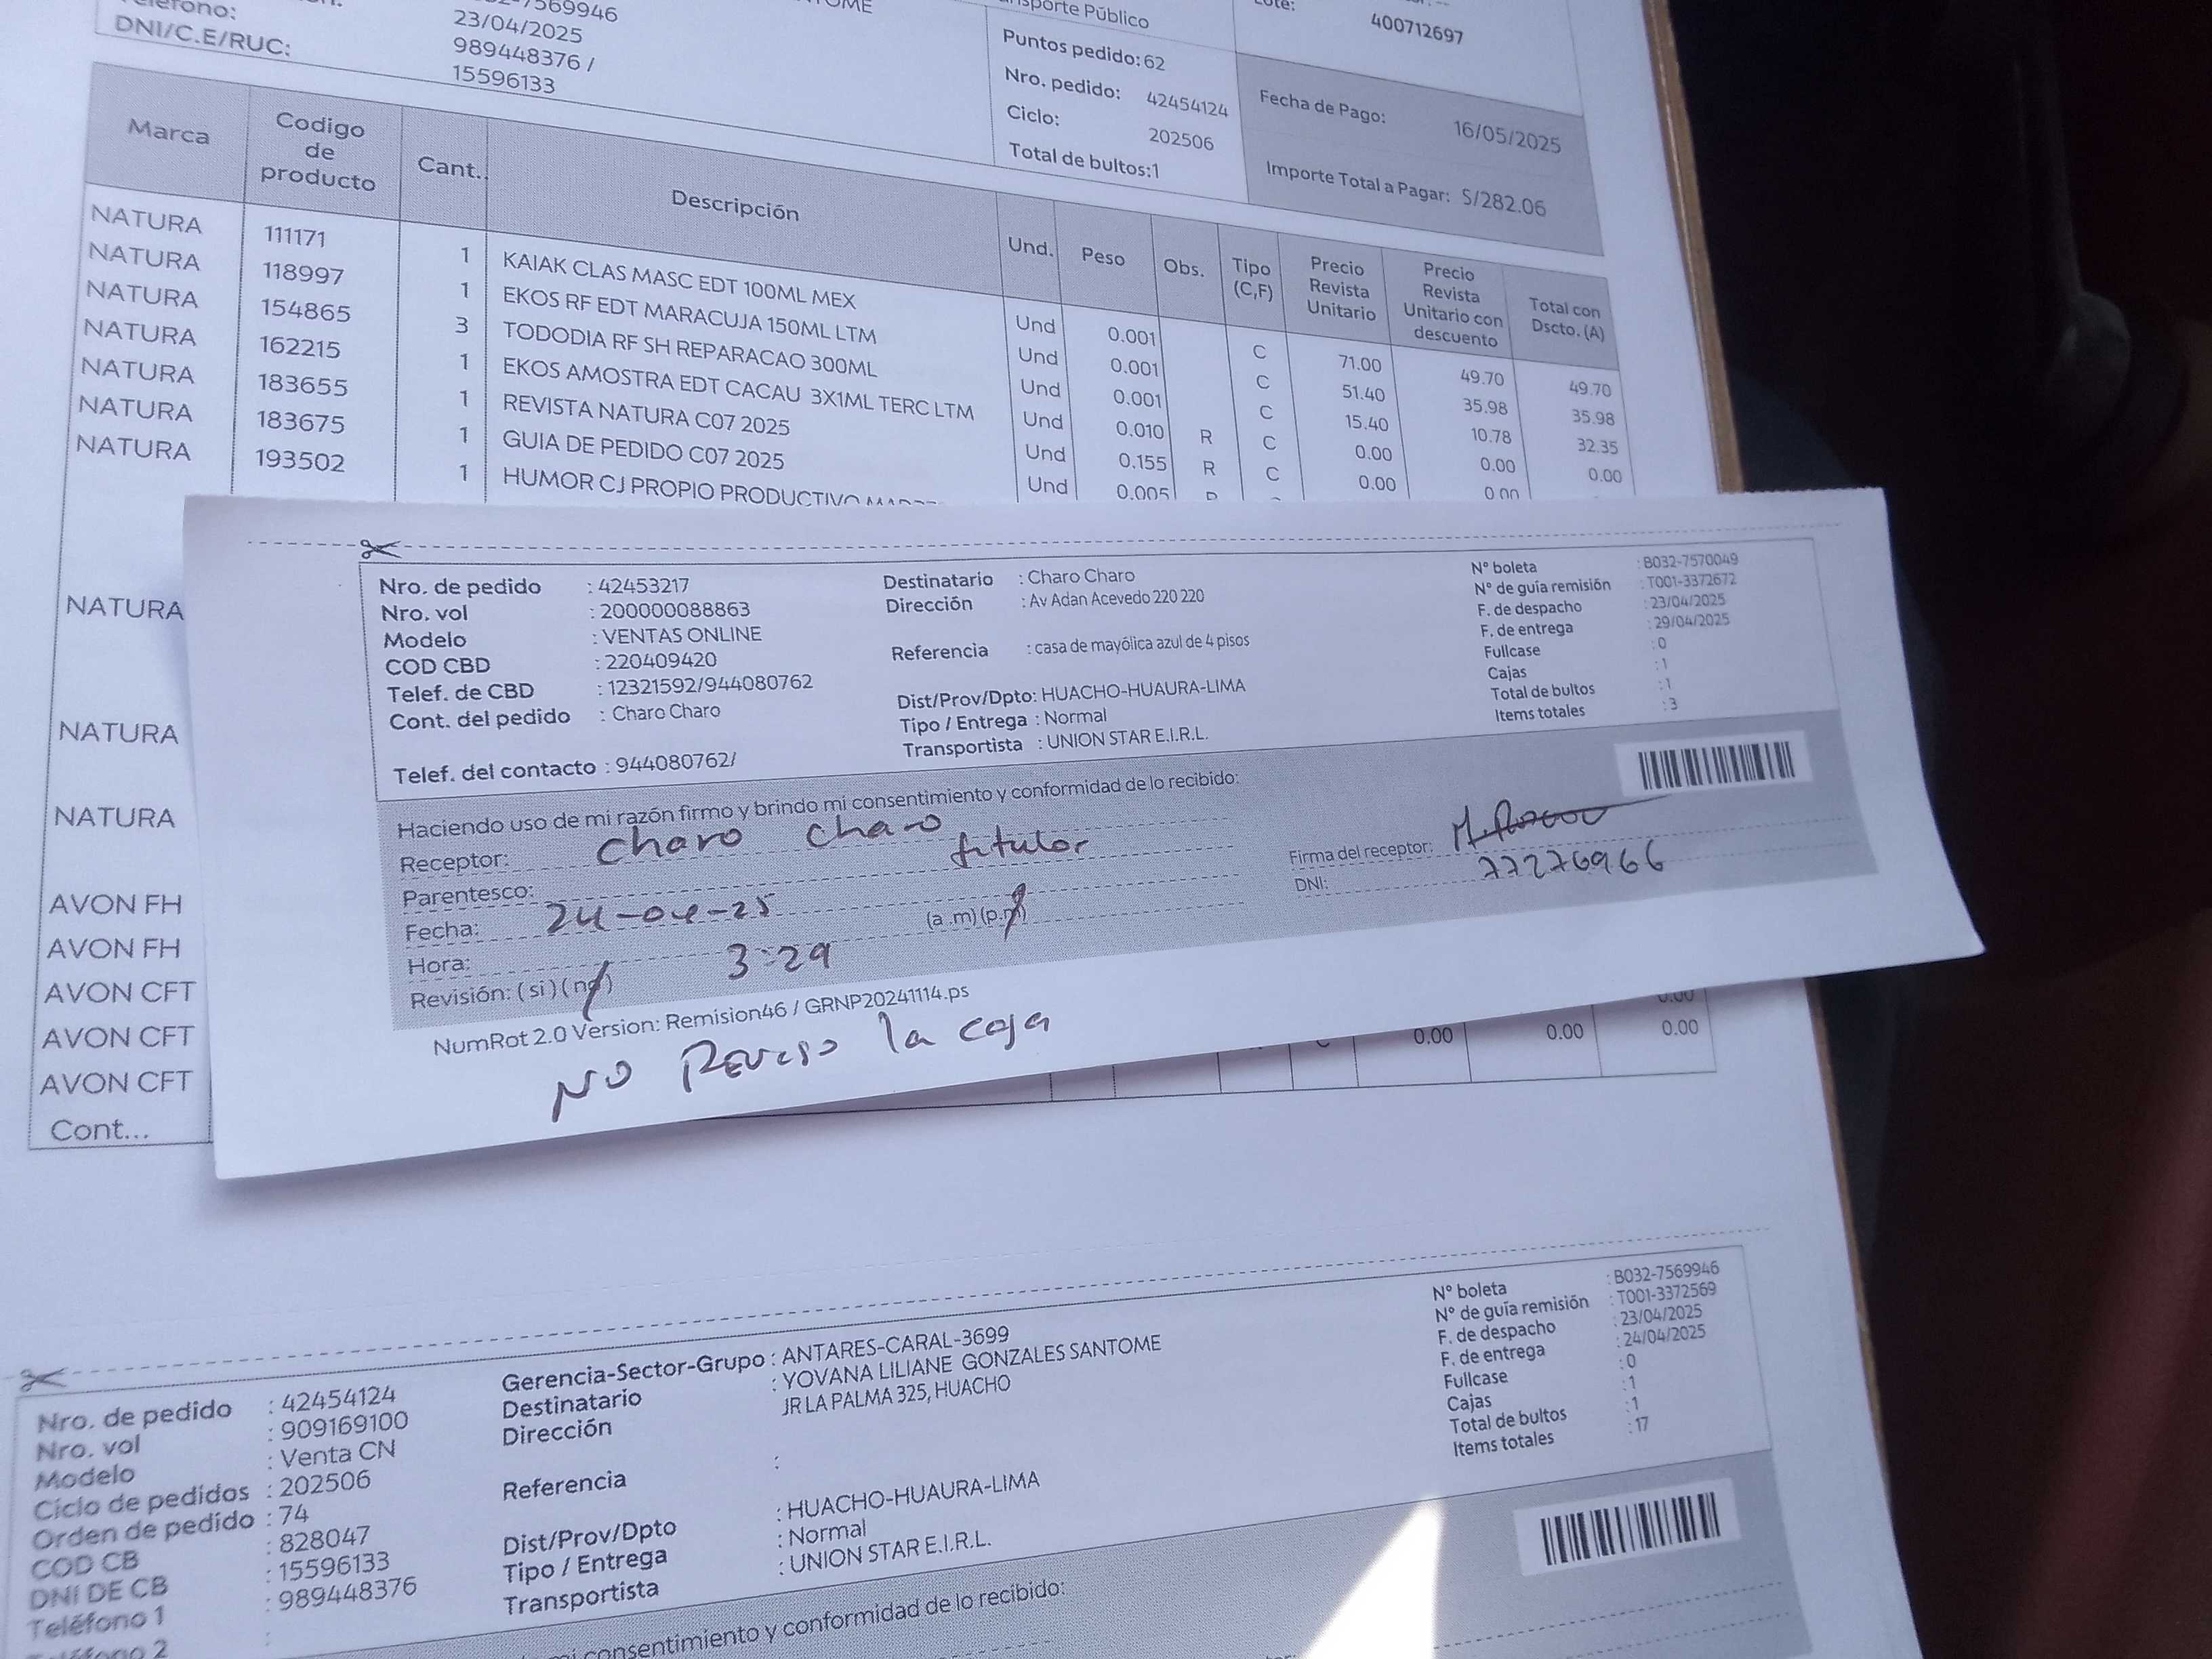 DNI/C.E/RUC:
23/04/2025
989448376 /
15596133
Transporte Público
Puntos pedido: 62
Nro. pedido: 42454124
Ciclo: 202506
Total de bultos:1
400712697
Fecha de Pago: 16/05/2025
Importe Total a Pagar: S/282.06
Marca Codigo de producto Cant. Descripción Und. Peso Obs. Tipo (C,F) Precio Revista Unitario Precio Revista Unitario con descuento Total con Dscto. (A)
NATURA 111171 1 KAIAK CLAS MASC EDT 100ML MEX Und 0.001 C 71.00 49.70 49.70
NATURA 118997 1 EKOS RF EDT MARACUJA 150ML LTM Und 0.001 C 51.40 35.98 35.98
NATURA 154865 3 TODODIA RF SH REPARACAO 300ML Und 0.001 C 15.40 10.78 32.35
NATURA 162215 1 EKOS AMOSTRA EDT CACAU 3X1ML TERC LTM Und 0.010 R C 0.00 0.00 0.00
NATURA 183655 1 REVISTA NATURA C07 2025 Und 0.155 R C 0.00 0.00
NATURA 183675 1 GUIA DE PEDIDO C07 2025 Und 0.005
NATURA 193502 1 HUMOR CJ PROPIO PRODUCTIVO
NATURA
NATURA
NATURA
AVON FH
AVON FH
AVON CFT
AVON CFT
AVON CFT
Cont...
0.00
0.00 0.00 0.00
Nro. de pedido : 42453217
Nro. vol : 200000088863
Modelo : VENTAS ONLINE
COD CBD : 220409420
Telef. de CBD : 12321592/944080762
Cont. del pedido : Charo Charo
Telef. del contacto : 944080762/
Destinatario : Charo Charo
Dirección : Av Adan Acevedo 220 220
Referencia : casa de mayólica azul de 4 pisos
Dist/Prov/Dpto: HUACHO-HUAURA-LIMA
Tipo / Entrega : Normal
Transportista : UNION STAR E.I.R.L.
N° boleta : B032-7570049
N° de guía remisión : T001-3372672
F. de despacho : 23/04/2025
F. de entrega : 29/04/2025
Fullcase : 0
Cajas : 1
Total de bultos : 1
Items totales : 3
Haciendo uso de mi razón firmo y brindo mi consentimiento y conformidad de lo recibido:
Receptor: Charo Charo
Parentesco: titular
Fecha: 24-04-25
Hora: 3:29 (a .m) (p.m)
Revisión: ( si ) ( no )
Firma del receptor:
DNI: 77276966
NumRot 2.0 Version: Remision46 / GRNP20241114.ps
NO Reviso la caja
Nro. de pedido : 42454124
Nro. vol : 909169100
Modelo : Venta CN
Ciclo de pedidos : 202506
Orden de pedido : 74
COD CB : 828047
DNI DE CB : 15596133
Teléfono 1 : 989448376
Teléfono 2 :
Gerencia-Sector-Grupo : ANTARES-CARAL-3699
Destinatario : YOVANA LILIANE GONZALES SANTOME
Dirección JR LA PALMA 325, HUACHO
Referencia :
Dist/Prov/Dpto : HUACHO-HUAURA-LIMA
Tipo / Entrega : Normal
Transportista : UNION STAR E.I.R.L.
N° boleta : B032-7569946
N° de guía remisión : T001-3372569
F. de despacho : 23/04/2025
F. de entrega : 24/04/2025
Fullcase : 0
Cajas : 1
Total de bultos : 1
Items totales : 17
mi consentimiento y conformidad de lo recibido: